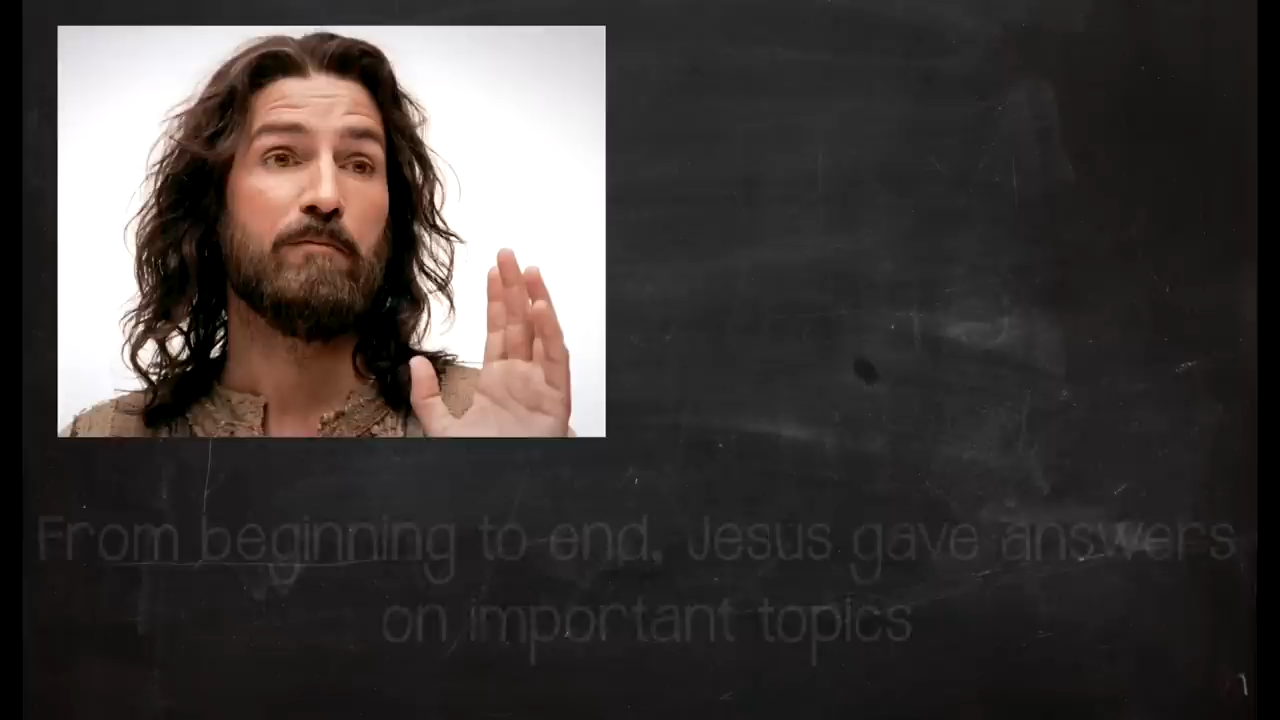 From beginning to end, Jesus gave answers
on important topics